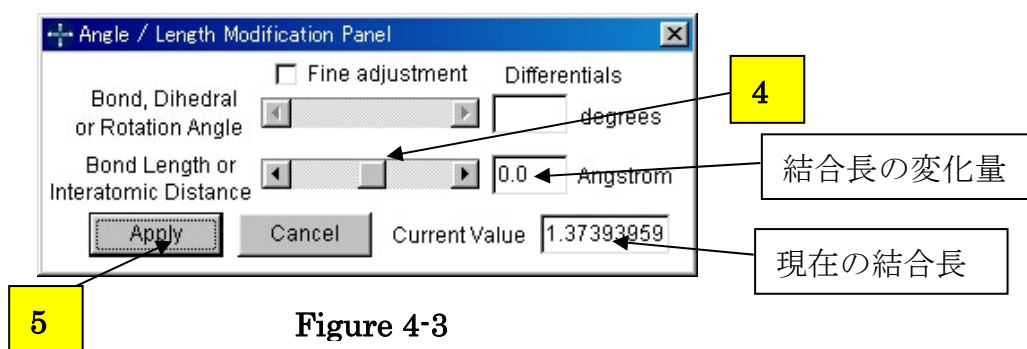 Angle / Length Modification Panel
Fine adjustment
Differentials
4
Bond, Dihedral
or Rotation Angle
degrees
Bond Length or
Interatomic Distance
0.0
Angstrom
結合長の変化量
Apply
Cancel
Current Value
1.37393959
現在の結合長
5
Figure 4-3